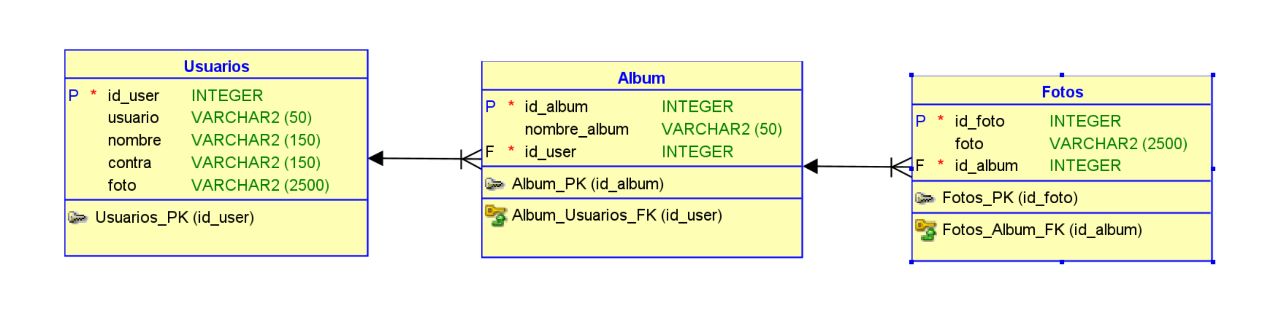 Usuarios
P * id_user INTEGER
usuario VARCHAR2 (50)
nombre VARCHAR2 (150)
contra VARCHAR2 (150)
foto VARCHAR2 (2500)
Usuarios_PK (id_user)
Album
P * id_album INTEGER
nombre_album VARCHAR2 (50)
F * id_user INTEGER
Album_PK (id_album)
Album_Usuarios_FK (id_user)
Fotos
P * id_foto INTEGER
foto VARCHAR2 (2500)
F * id_album INTEGER
Fotos_PK (id_foto)
Fotos_Album_FK (id_album)